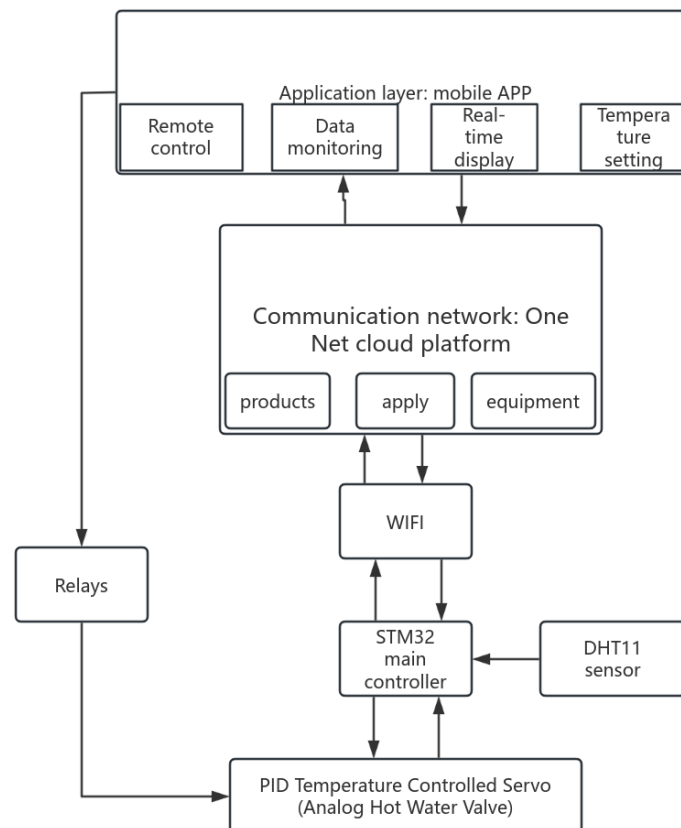 Application layer: mobile APP
Remote
control
Data
monitoring
Real-
time
display
Tempera
ture
setting
Communication network: One
Net cloud platform
products
apply
equipment
WIFI
Relays
STM32
main
controller
DHT11
sensor
PID Temperature Controlled Servo
(Analog Hot Water Valve)